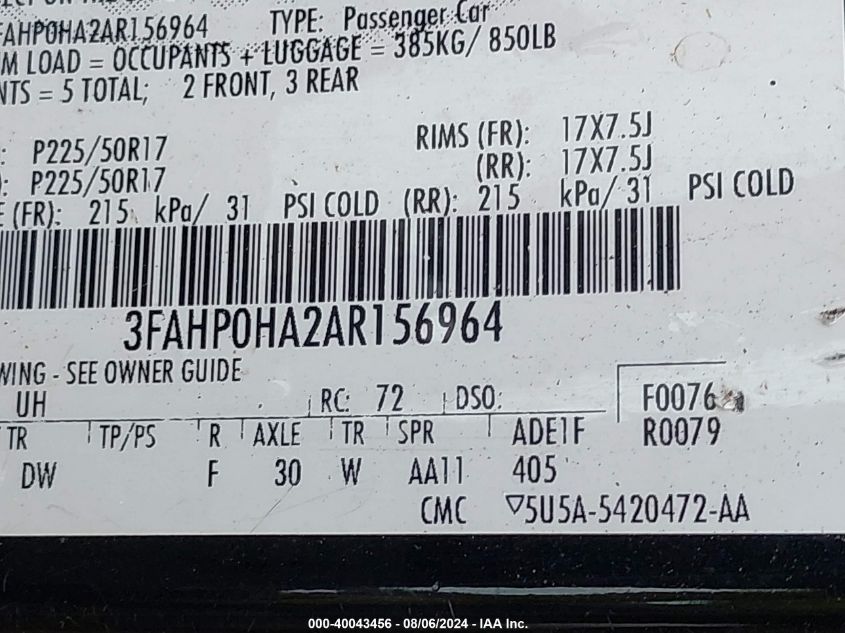 FAHP0HA2AR156964 TYPE: Passenger Car
M LOAD = OCCUPANTS + LUGGAGE = 385KG/ 850LB
NTS = 5 TOTAL; 2 FRONT, 3 REAR
: P225/50R17 RIMS (FR): 17X7.5J
): P225/50R17 (RR): 17X7.5J
E (FR): 215 kPa/ 31 PSI COLD (RR): 215 kPa/ 31 PSI COLD
3FAHP0HA2AR156964
WING - SEE OWNER GUIDE
UH RC: 72 DSO: F0076
TR TP/PS R AXLE TR SPR ADE1F R0079
DW F 30 W AA11 405
CMC ▽5U5A-5420472-AA
000-40043456 - 08/06/2024 - IAA Inc.